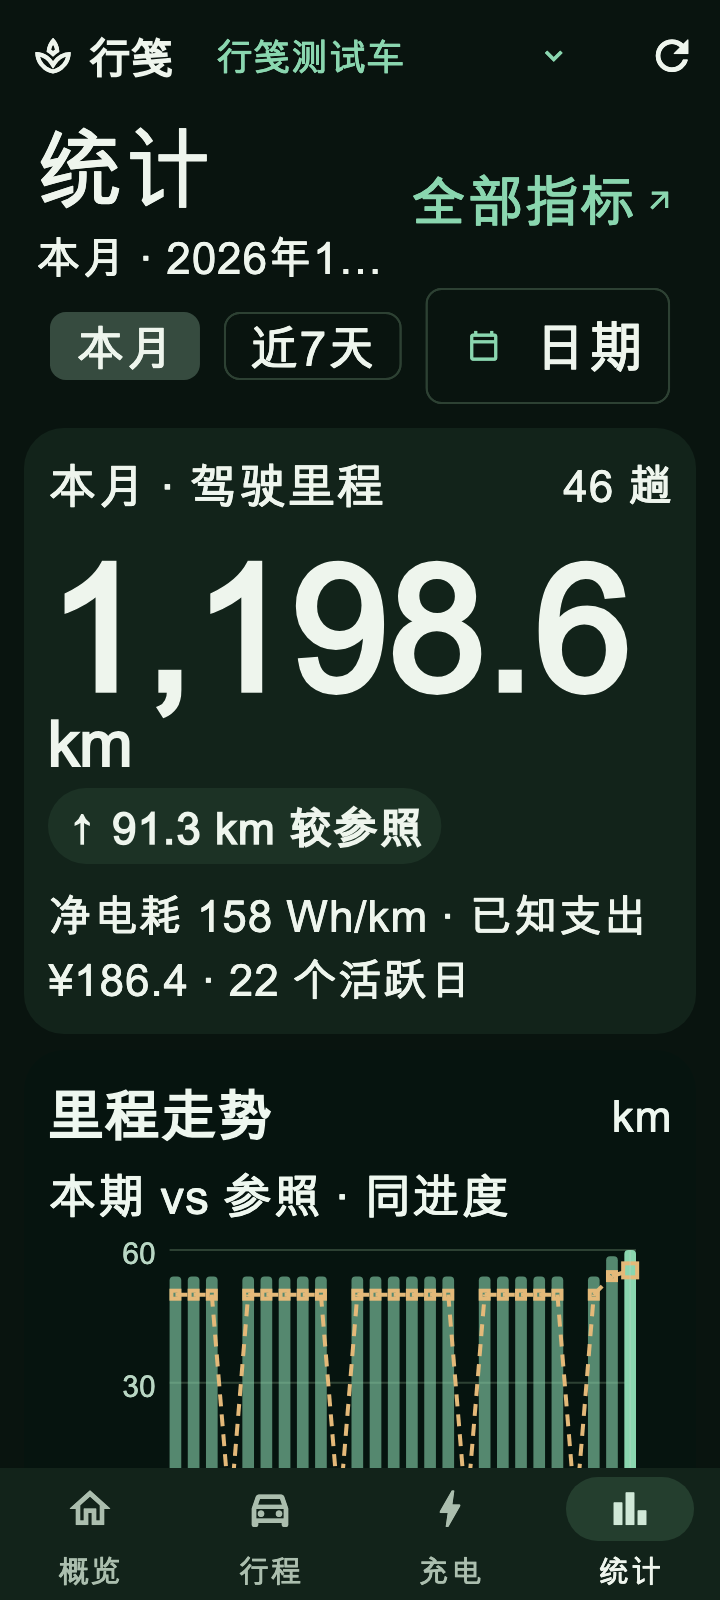 行笺 行笺测试车
统计
全部指标
本月 · 2026年1...
本月 近7天 日期
本月 · 驾驶里程 46 趟
1,198.6
km
↑ 91.3 km 较参照
净电耗 158 Wh/km · 已知支出
¥186.4 · 22 个活跃日
里程走势 km
本期 vs 参照 · 同进度
60
30
概览 行程 充电 统计